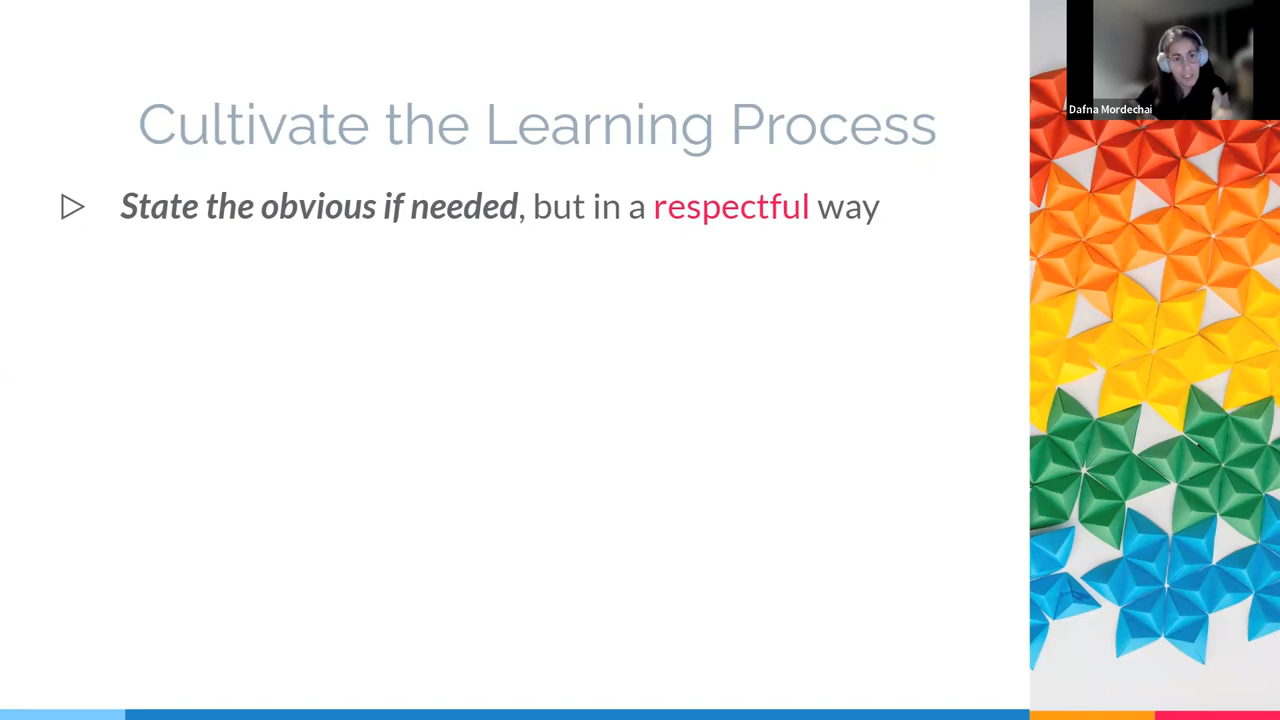 Cultivate the Learning Process
▷ State the obvious if needed, but in a respectful way
Dafna Mordechai